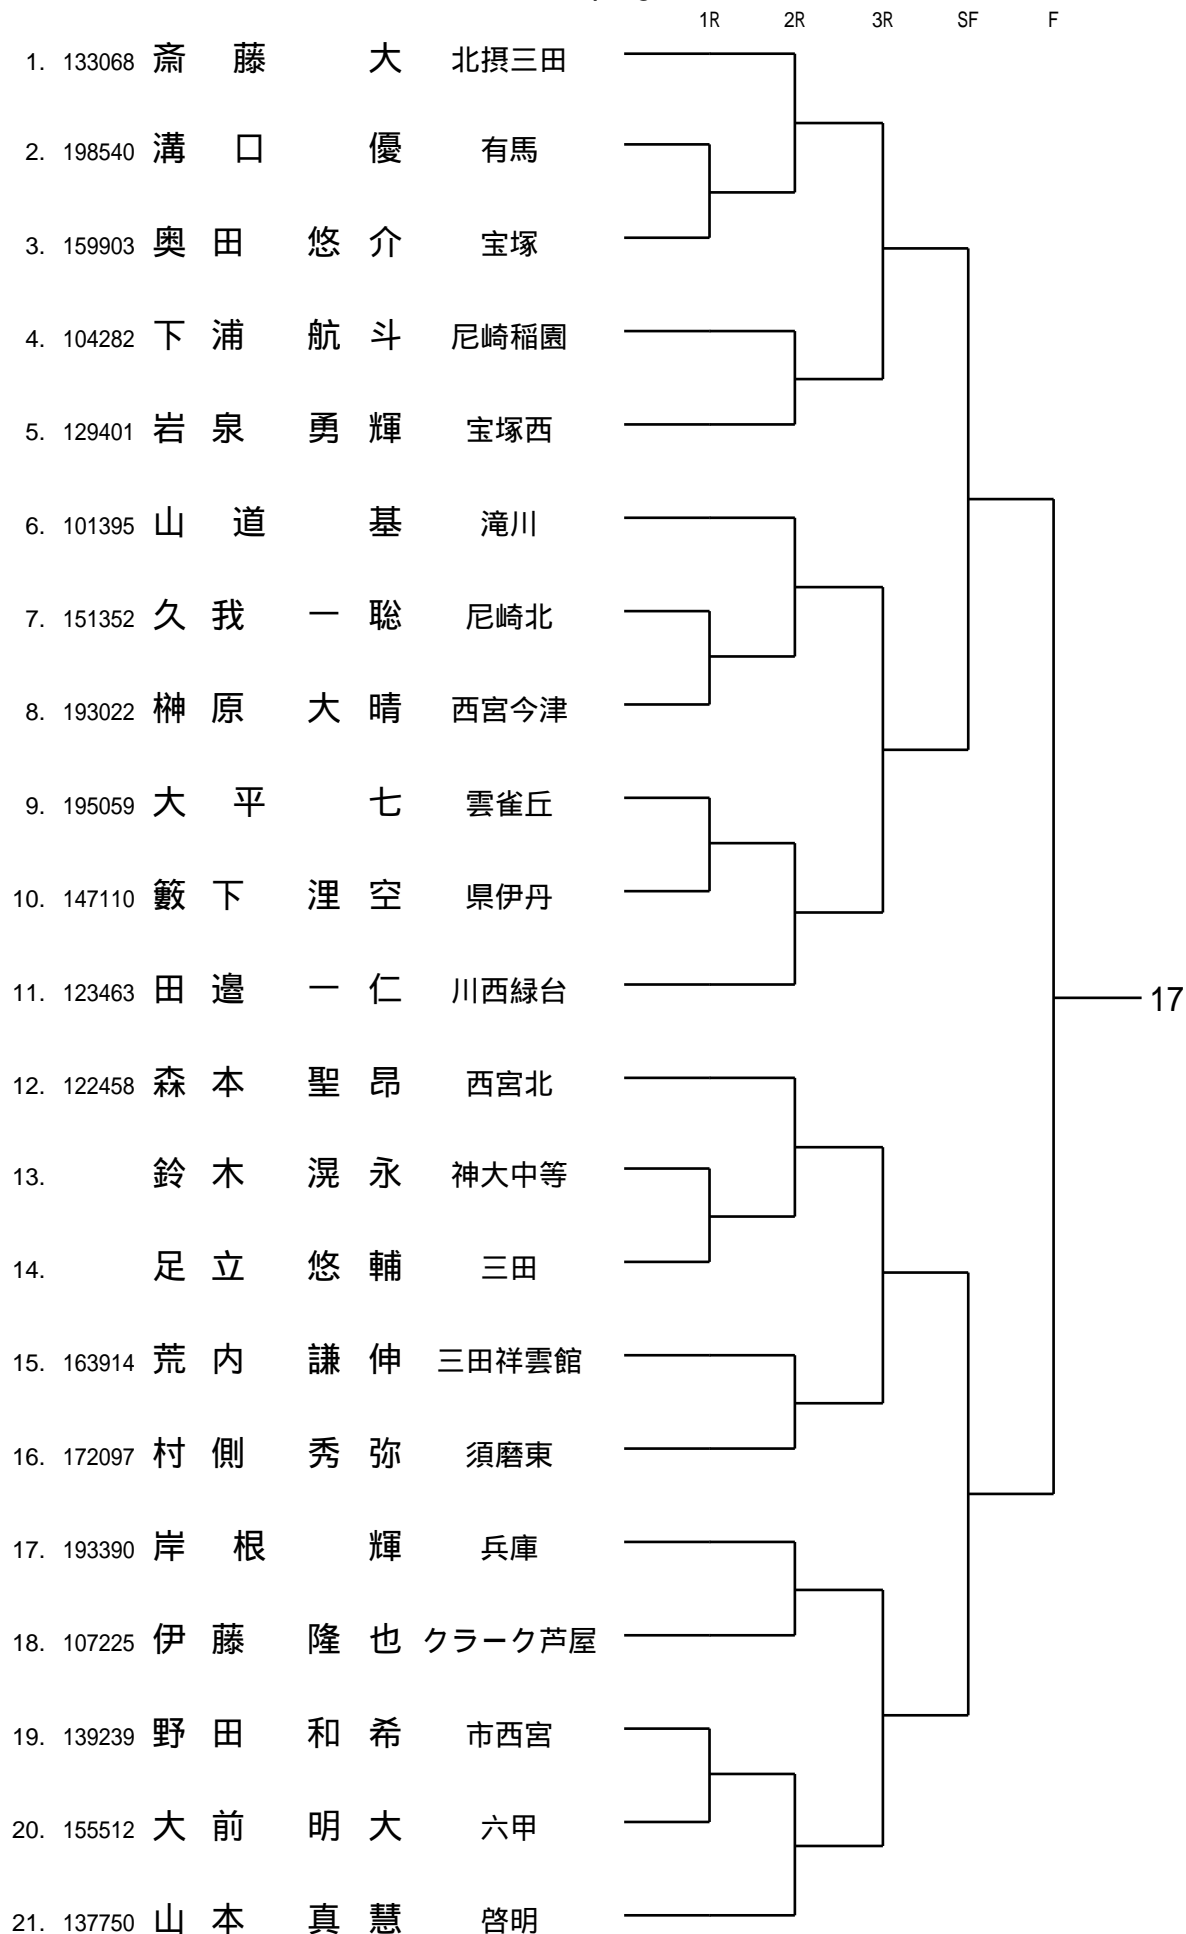 1R 2R 3R SF F
1. 133068 斎藤 大 北摂三田
2. 198540 溝口 優 有馬
3. 159903 奥田 悠介 宝塚
4. 104282 下浦 航斗 尼崎稲園
5. 129401 岩泉 勇輝 宝塚西
6. 101395 山道 基 滝川
7. 151352 久我 一聡 尼崎北
8. 193022 榊原 大晴 西宮今津
9. 195059 大平 七 雲雀丘
10. 147110 籔下 浬空 県伊丹
11. 123463 田邉 一仁 川西緑台
12. 122458 森本 聖昂 西宮北
13. 鈴木 滉永 神大中等
14. 足立 悠輔 三田
15. 163914 荒内 謙伸 三田祥雲館
16. 172097 村側 秀弥 須磨東
17. 193390 岸根 輝 兵庫
18. 107225 伊藤 隆也 クラーク芦屋
19. 139239 野田 和希 市西宮
20. 155512 大前 明大 六甲
21. 137750 山本 真慧 啓明
17